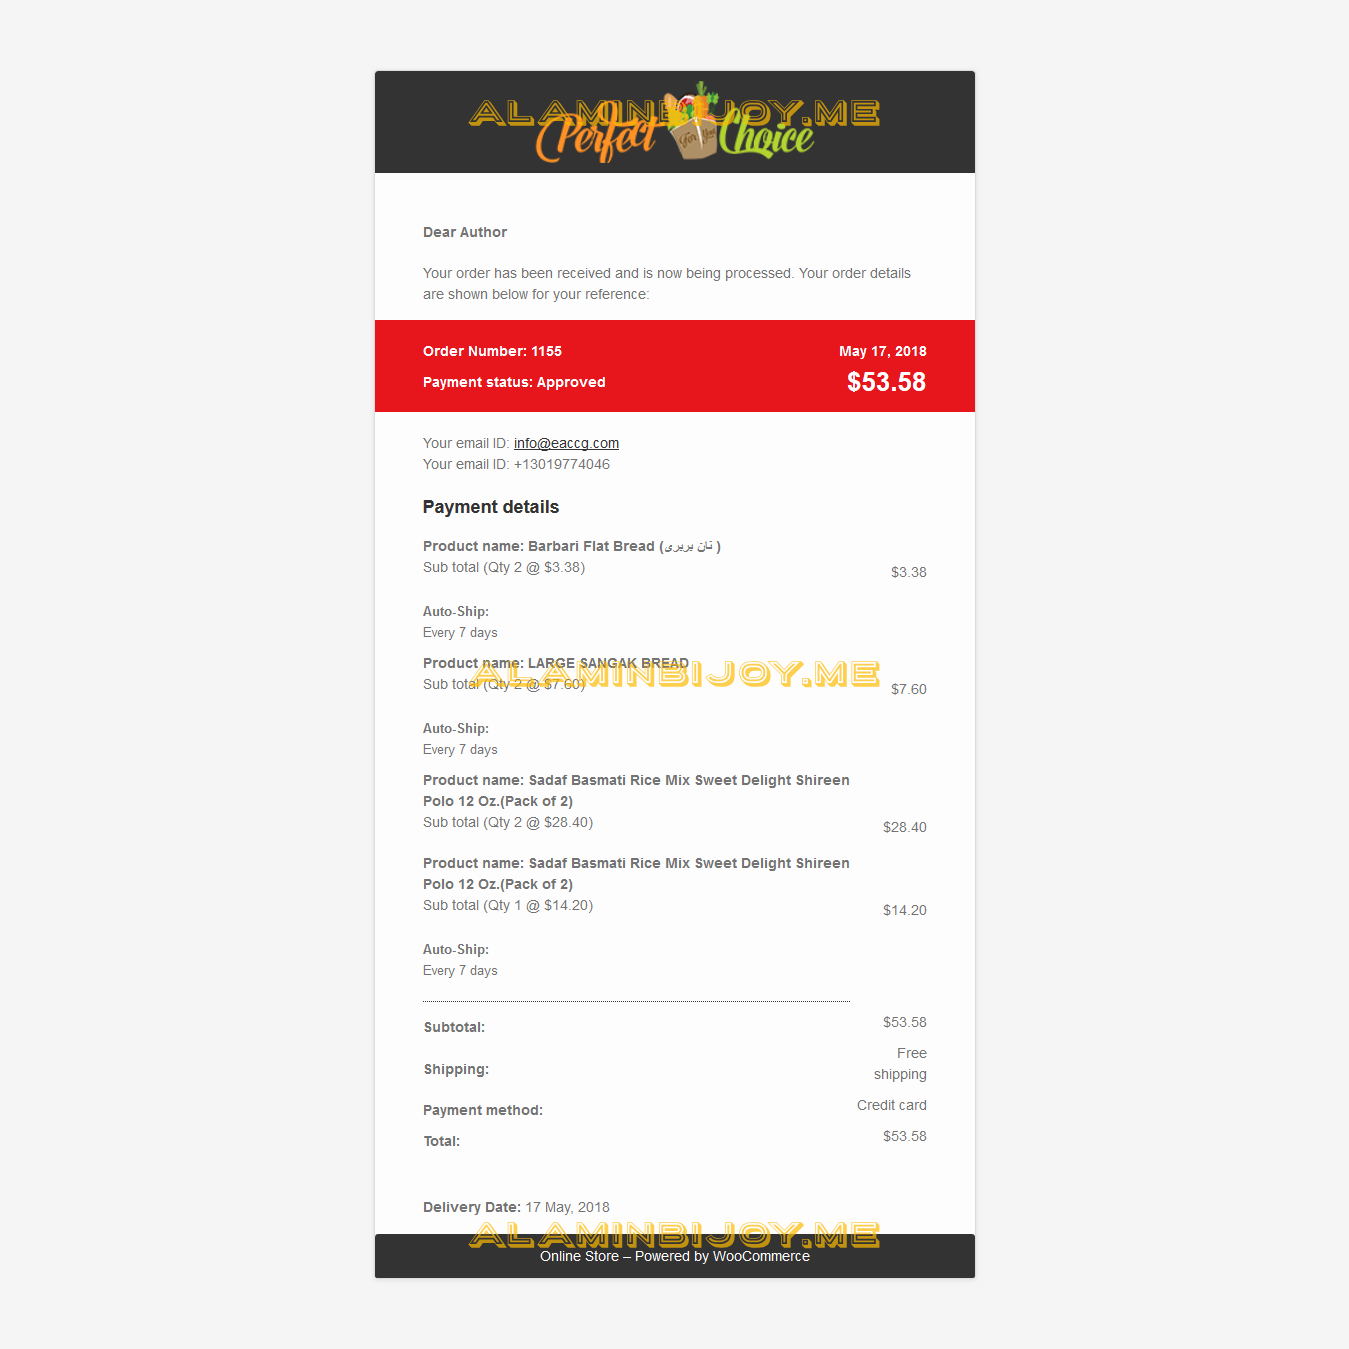 ALAMINBIJOY.ME
Perfect For You Choice
Dear Author
Your order has been received and is now being processed. Your order details
are shown below for your reference:
Order Number: 1155 May 17, 2018
Payment status: Approved $53.58
Your email ID: info@eaccg.com
Your email ID: +13019774046
Payment details
Product name: Barbari Flat Bread (نان بربری )
Sub total (Qty 2 @ $3.38) $3.38
Auto-Ship:
Every 7 days
Product name: LARGE SANGAK BREAD
ALAMINBIJOY.ME
Sub total (Qty 2 @ $7.60) $7.60
Auto-Ship:
Every 7 days
Product name: Sadaf Basmati Rice Mix Sweet Delight Shireen
Polo 12 Oz.(Pack of 2)
Sub total (Qty 2 @ $28.40) $28.40
Product name: Sadaf Basmati Rice Mix Sweet Delight Shireen
Polo 12 Oz.(Pack of 2)
Sub total (Qty 1 @ $14.20) $14.20
Auto-Ship:
Every 7 days
Subtotal: $53.58
Shipping: Free
shipping
Payment method: Credit card
Total: $53.58
Delivery Date: 17 May, 2018
ALAMINBIJOY.ME
Online Store – Powered by WooCommerce